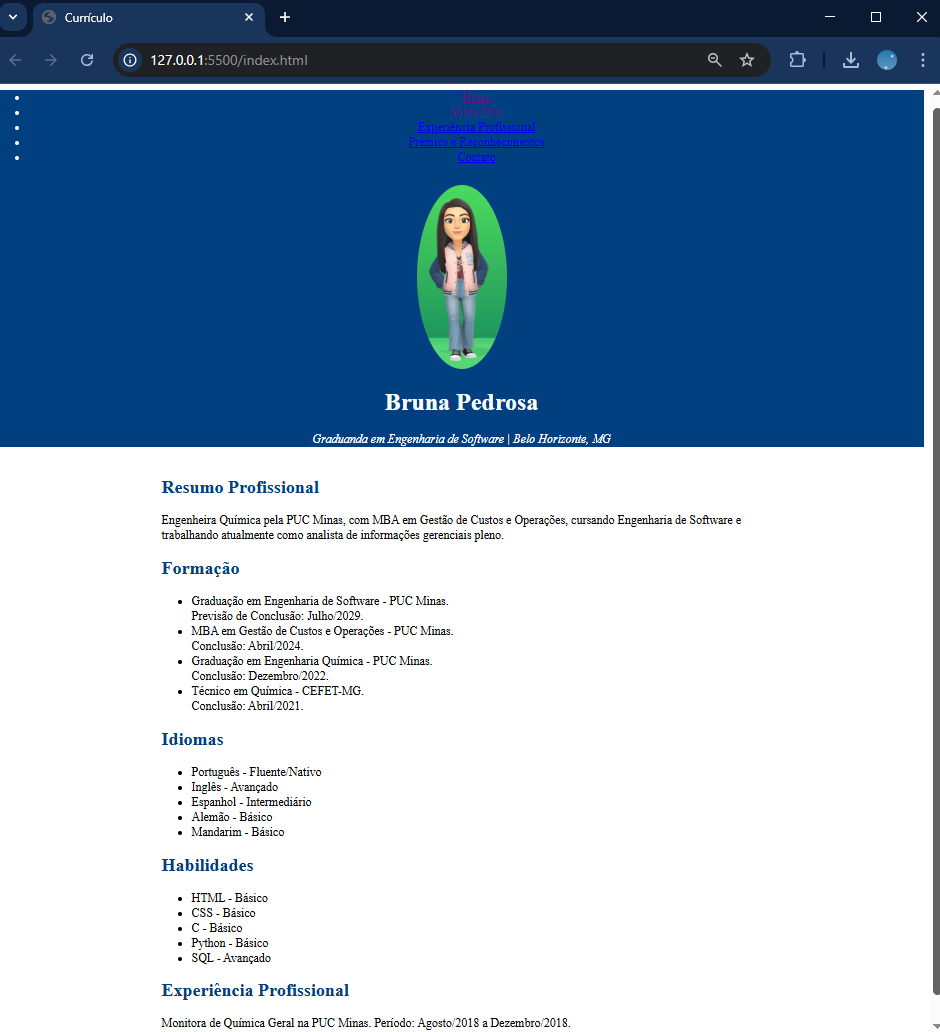 Currículo
127.0.0.1:5500/index.html
Home
Sobre Mim
Experiência Profissional
Prêmios e Reconhecimentos
Contato
Bruna Pedrosa
Graduanda em Engenharia de Software | Belo Horizonte, MG
Resumo Profissional
Engenheira Química pela PUC Minas, com MBA em Gestão de Custos e Operações, cursando Engenharia de Software e
trabalhando atualmente como analista de informações gerenciais pleno.
Formação
Graduação em Engenharia de Software - PUC Minas.
Previsão de Conclusão: Julho/2029.
MBA em Gestão de Custos e Operações - PUC Minas.
Conclusão: Abril/2024.
Graduação em Engenharia Química - PUC Minas.
Conclusão: Dezembro/2022.
Técnico em Química - CEFET-MG.
Conclusão: Abril/2021.
Idiomas
Português - Fluente/Nativo
Inglês - Avançado
Espanhol - Intermediário
Alemão - Básico
Mandarim - Básico
Habilidades
HTML - Básico
CSS - Básico
C - Básico
Python - Básico
SQL - Avançado
Experiência Profissional
Monitora de Química Geral na PUC Minas. Período: Agosto/2018 a Dezembro/2018.